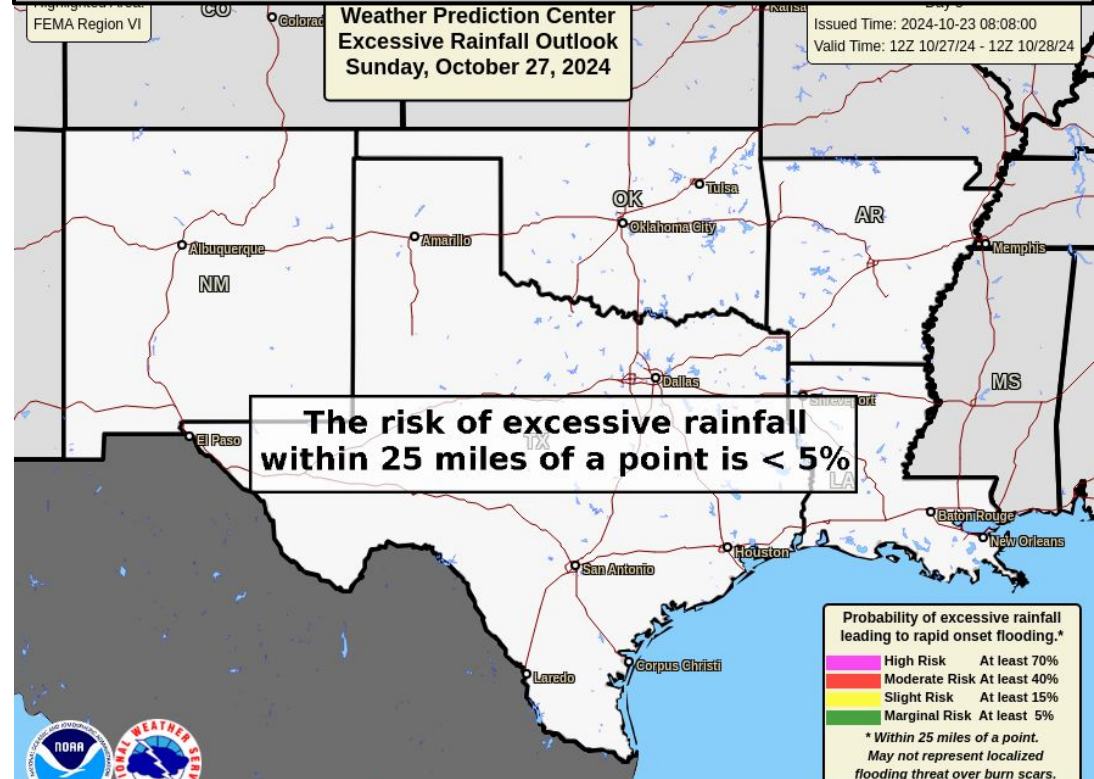 FEMA Region VI
CO
Weather Prediction Center
Excessive Rainfall Outlook
Sunday, October 27, 2024
Issued Time: 2024-10-23 08:08:00
Valid Time: 12Z 10/27/24 - 12Z 10/28/24
Tulsa
OK
Oklahoma City
AR
Albuquerque
Amarillo
Memphis
NM
Dallas
MS
Shreveport
The risk of excessive rainfall
within 25 miles of a point is < 5%
El Paso
TX
LA
Baton Rouge
New Orleans
Houston
San Antonio
Corpus Christi
Laredo
Probability of excessive rainfall
leading to rapid onset flooding.*
High Risk At least 70%
Moderate Risk At least 40%
Slight Risk At least 15%
Marginal Risk At least 5%
* Within 25 miles of a point.
May not represent localized
flooding threat over burn scars.
NOAA